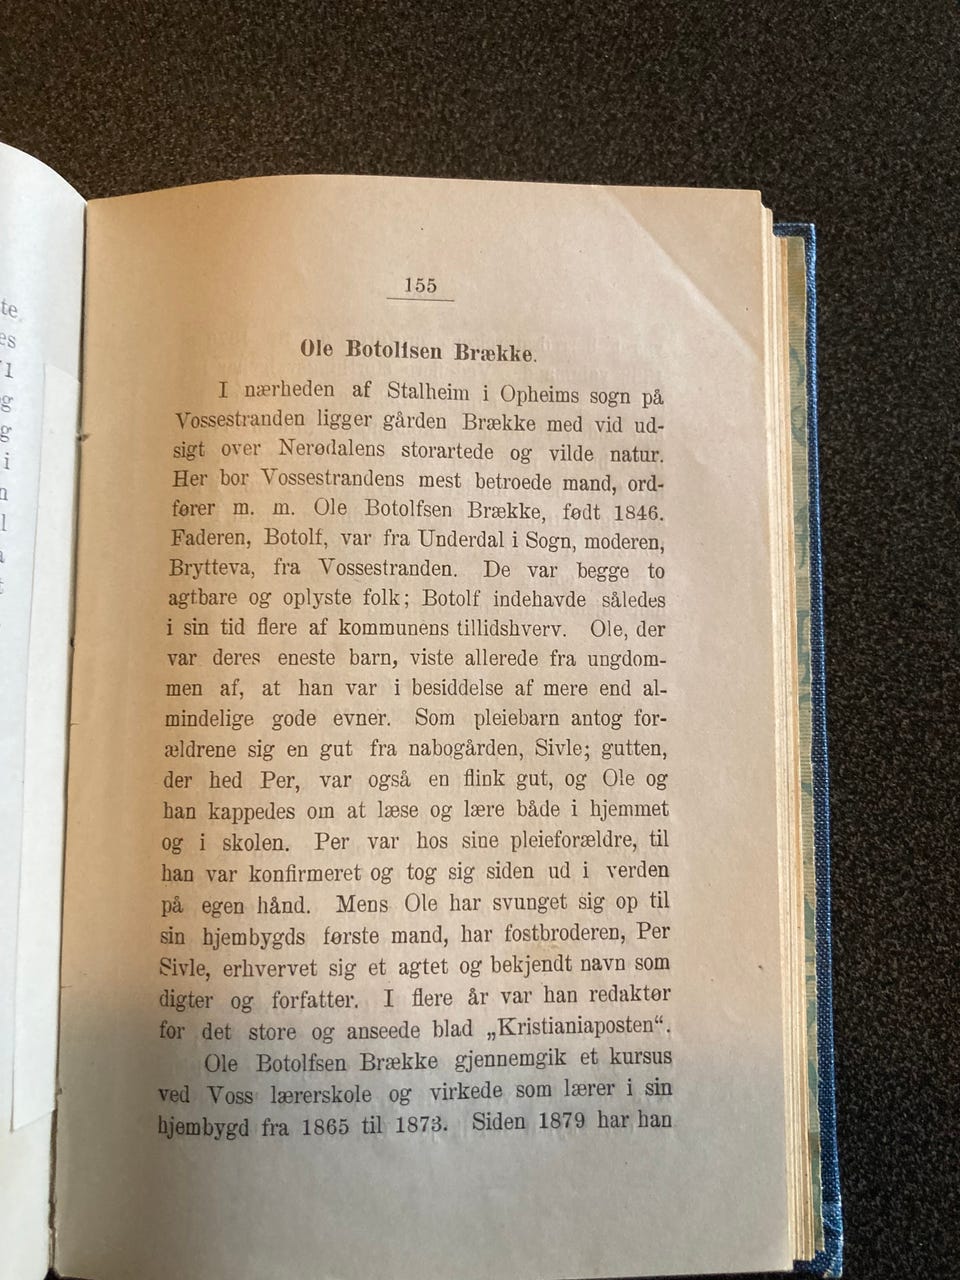 te
es
1
g
g
i
n
l
a
t
155
Ole Botolfsen Brække.
I nærheden af Stalheim i Opheims sogn på
Vossestranden ligger gården Brække med vid ud-
sigt over Nerødalens storartede og vilde natur.
Her bor Vossestrandens mest betroede mand, ord-
fører m. m. Ole Botolfsen Brække, født 1846.
Faderen, Botolf, var fra Underdal i Sogn, moderen,
Brytteva, fra Vossestranden. De var begge to
agtbare og oplyste folk; Botolf indehavde således
i sin tid flere af kommunens tillidshverv. Ole, der
var deres eneste barn, viste allerede fra ungdom-
men af, at han var i besiddelse af mere end al-
mindelige gode evner. Som pleiebarn antog for-
ældrene sig en gut fra nabogården, Sivle; gutten,
der hed Per, var også en flink gut, og Ole og
han kappedes om at læse og lære både i hjemmet
og i skolen. Per var hos sine pleieforældre, til
han var konfirmeret og tog sig siden ud i verden
på egen hånd. Mens Ole har svunget sig op til
sin hjembygds første mand, har fostbroderen, Per
Sivle, erhvervet sig et agtet og bekjendt navn som
digter og forfatter. I flere år var han redaktør
for det store og anseede blad „Kristianiaposten“.
Ole Botolfsen Brække gjennemgik et kursus
ved Voss lærerskole og virkede som lærer i sin
hjembygd fra 1865 til 1873. Siden 1879 har han